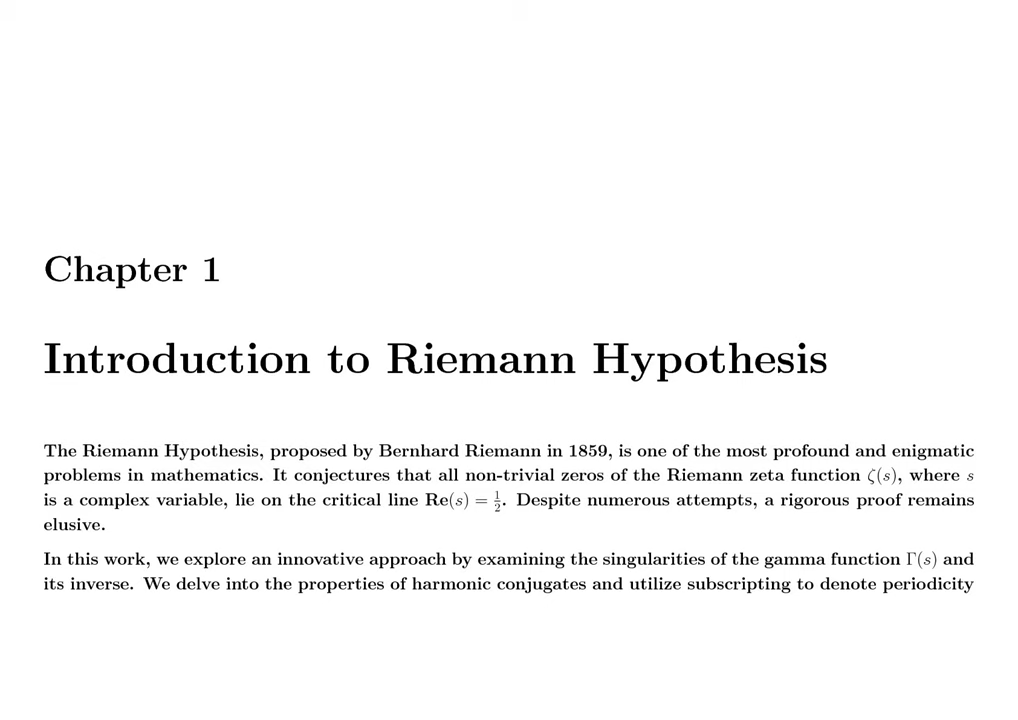 Chapter 1
Introduction to Riemann Hypothesis
The Riemann Hypothesis, proposed by Bernhard Riemann in 1859, is one of the most profound and enigmatic
problems in mathematics. It conjectures that all non-trivial zeros of the Riemann zeta function ζ(s), where s
is a complex variable, lie on the critical line Re(s) = 1/2. Despite numerous attempts, a rigorous proof remains
elusive.
In this work, we explore an innovative approach by examining the singularities of the gamma function Γ(s) and
its inverse. We delve into the properties of harmonic conjugates and utilize subscripting to denote periodicity